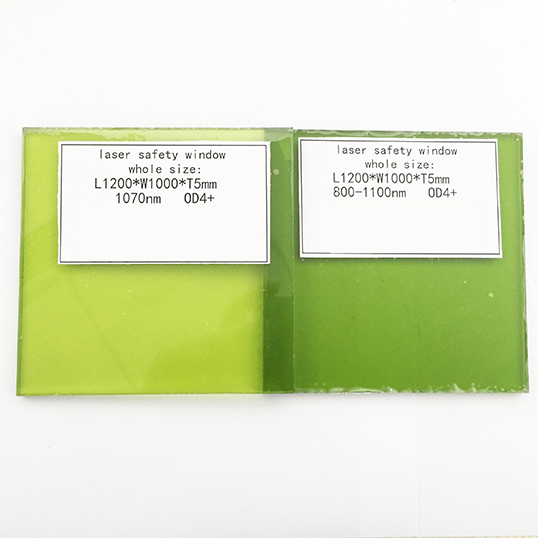 laser safety window
whole size:
L1200*W1000*T5mm
1070nm OD4+
laser safety window
whole size:
L1200*W1000*T5mm
800-1100nm OD4+